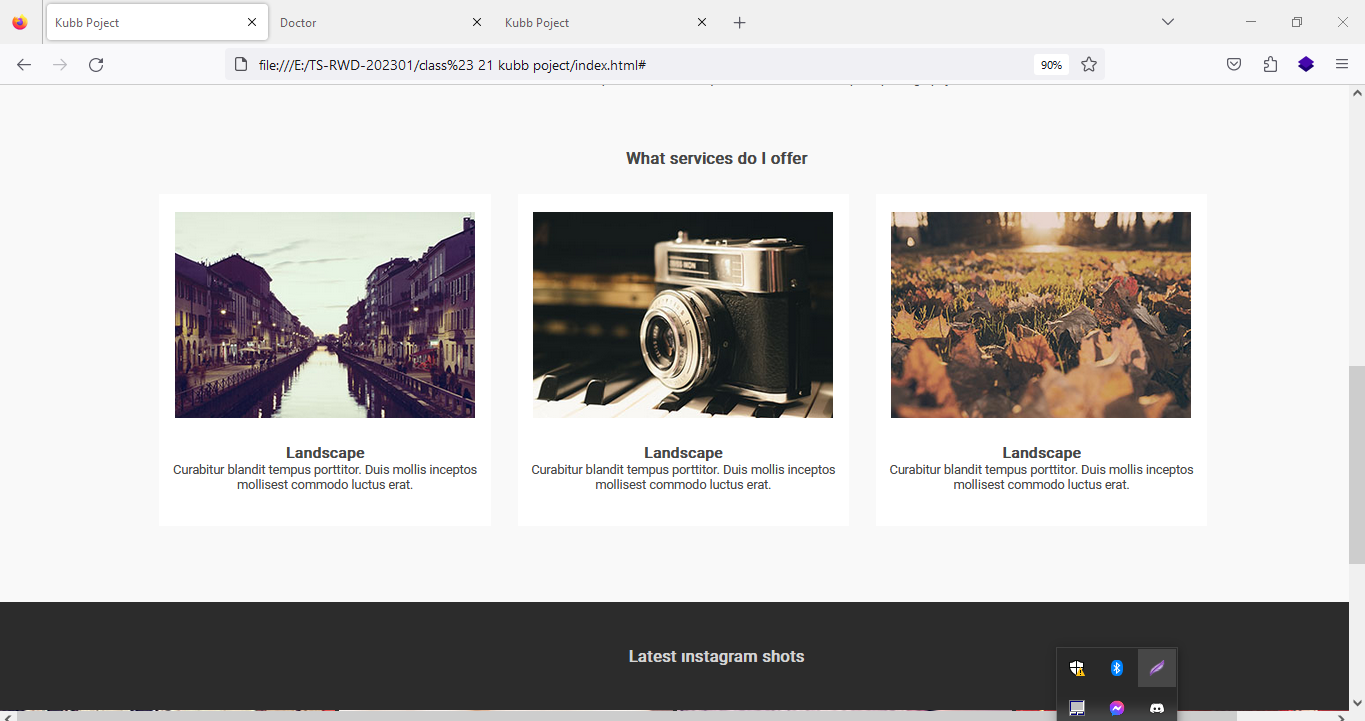 Kubb Poject
Doctor
Kubb Poject
file:///E:/TS-RWD-202301/class%23 21 kubb poject/index.html#
90%
What services do I offer
Landscape
Curabitur blandit tempus porttitor. Duis mollis inceptos
mollisest commodo luctus erat.
Landscape
Curabitur blandit tempus porttitor. Duis mollis inceptos
mollisest commodo luctus erat.
Landscape
Curabitur blandit tempus porttitor. Duis mollis inceptos
mollisest commodo luctus erat.
Latest ınstagram shots